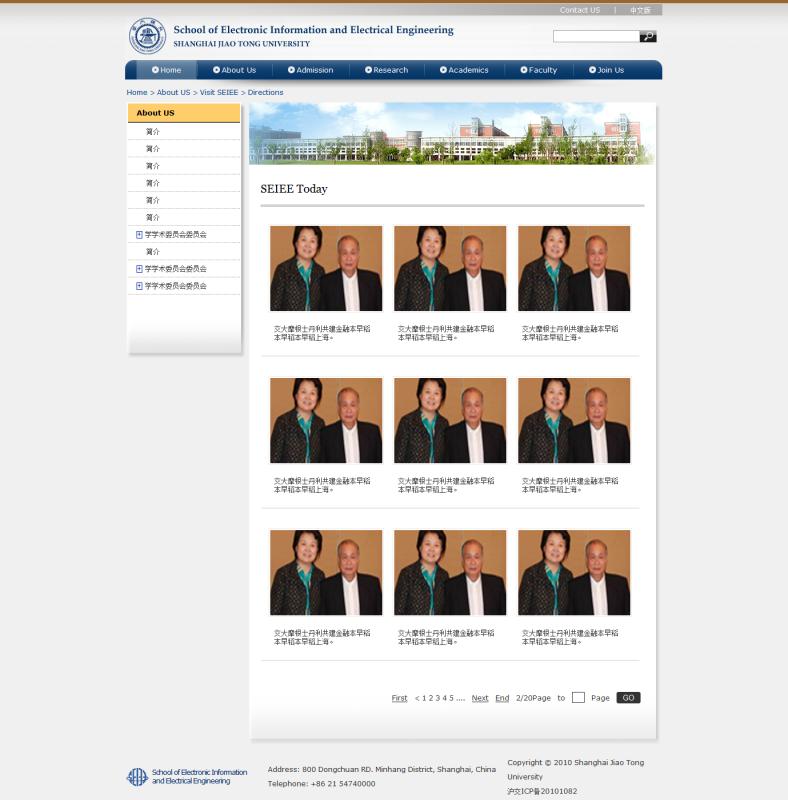 Contact US | 中文版
School of Electronic Information and Electrical Engineering
SHANGHAI JIAO TONG UNIVERSITY
Home About Us Admission Research Academics Faculty Join Us
Home > About US > Visit SEIEE > Directions
About US
简介
简介
简介
简介
简介
简介
学学术委员会委员会
简介
学学术委员会委员会
学学术委员会委员会
SEIEE Today
交大摩根士丹利共建金融本早稻
本早稻本早稻上海。
交大摩根士丹利共建金融本早稻
本早稻本早稻上海。
交大摩根士丹利共建金融本早稻
本早稻本早稻上海。
交大摩根士丹利共建金融本早稻
本早稻本早稻上海。
交大摩根士丹利共建金融本早稻
本早稻本早稻上海。
交大摩根士丹利共建金融本早稻
本早稻本早稻上海。
交大摩根士丹利共建金融本早稻
本早稻本早稻上海。
交大摩根士丹利共建金融本早稻
本早稻本早稻上海。
交大摩根士丹利共建金融本早稻
本早稻本早稻上海。
First < 1 2 3 4 5 .... Next End 2/20Page to Page GO
School of Electronic Information
and Electrical Engineering
Address: 800 Dongchuan RD. Minhang District, Shanghai, China
Telephone: +86 21 54740000
Copyright © 2010 Shanghai Jiao Tong
University
沪交ICP备20101082